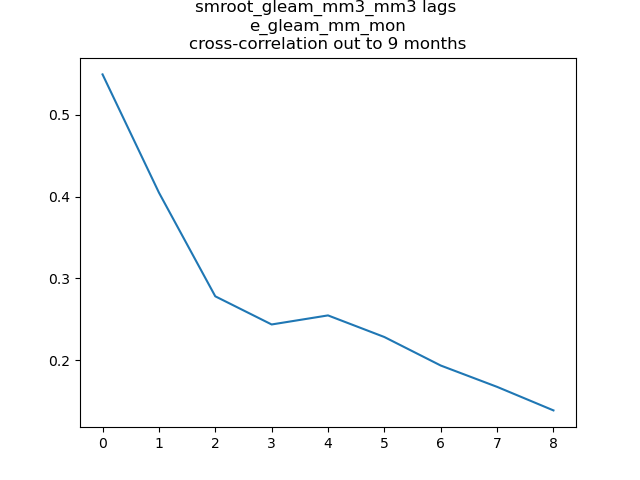 smroot_gleam_mm3_mm3 lags
e_gleam_mm_mon
cross-correlation out to 9 months
0.5
0.4
0.3
0.2
0 1 2 3 4 5 6 7 8